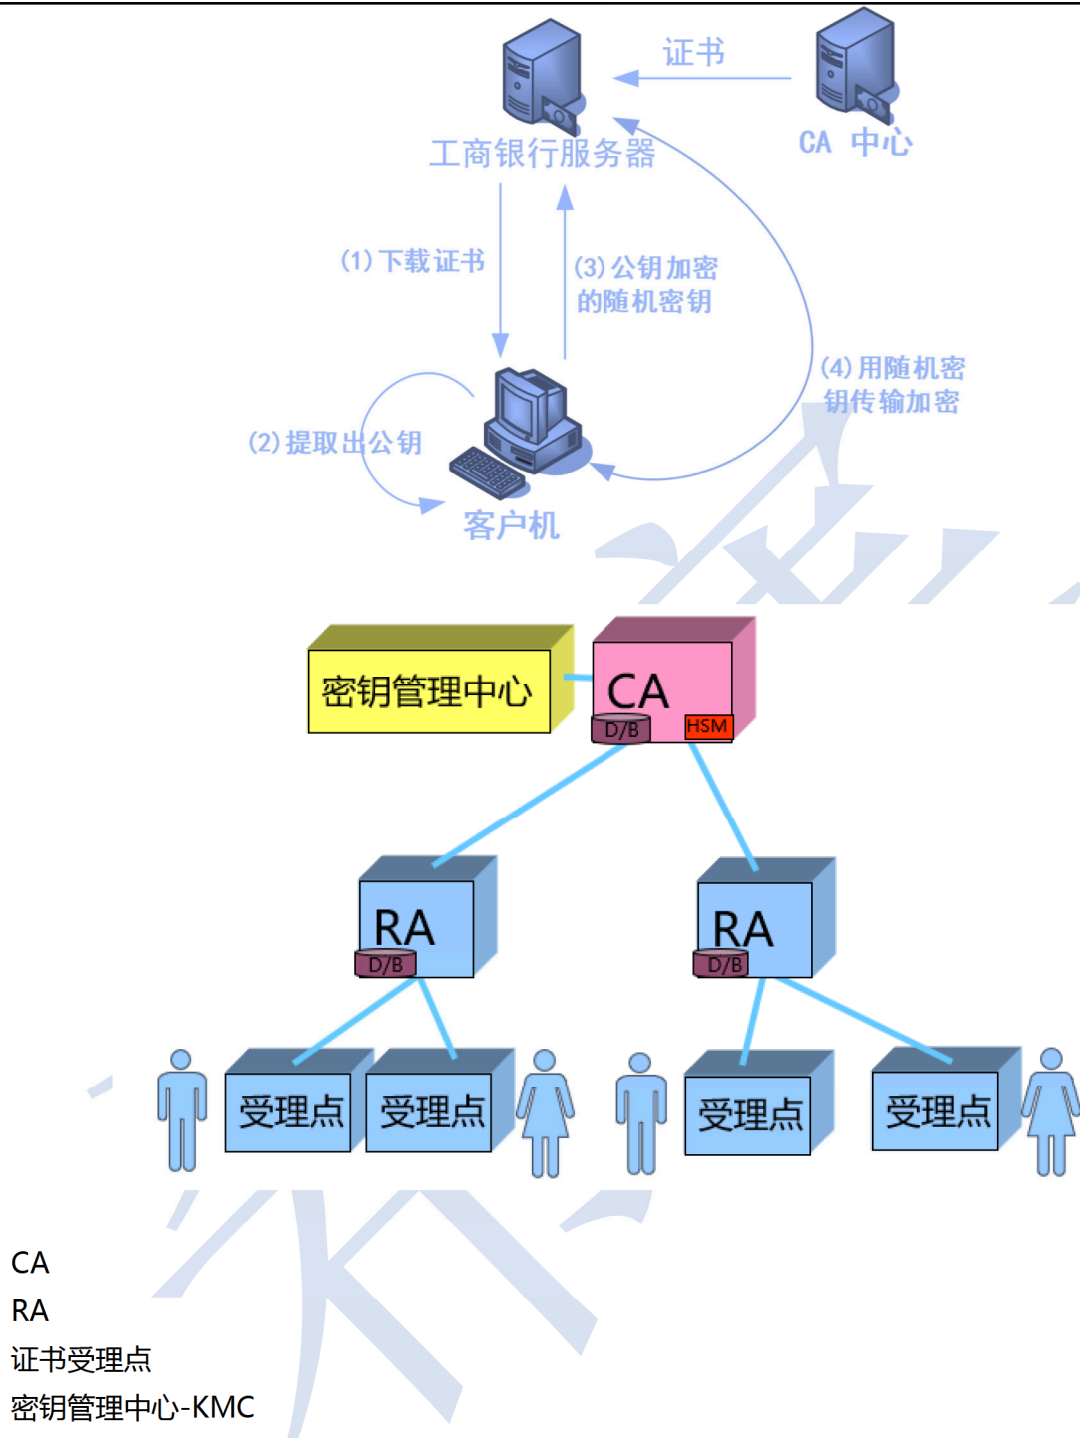 证书
工商银行服务器
CA 中心
(1)下载证书
(3)公钥加密
的随机密钥
(4)用随机密
钥传输加密
(2)提取出公钥
客户机
密钥管理中心
CA
D/B
HSM
RA
D/B
RA
D/B
受理点
受理点
受理点
受理点
CA
RA
证书受理点
密钥管理中心-KMC